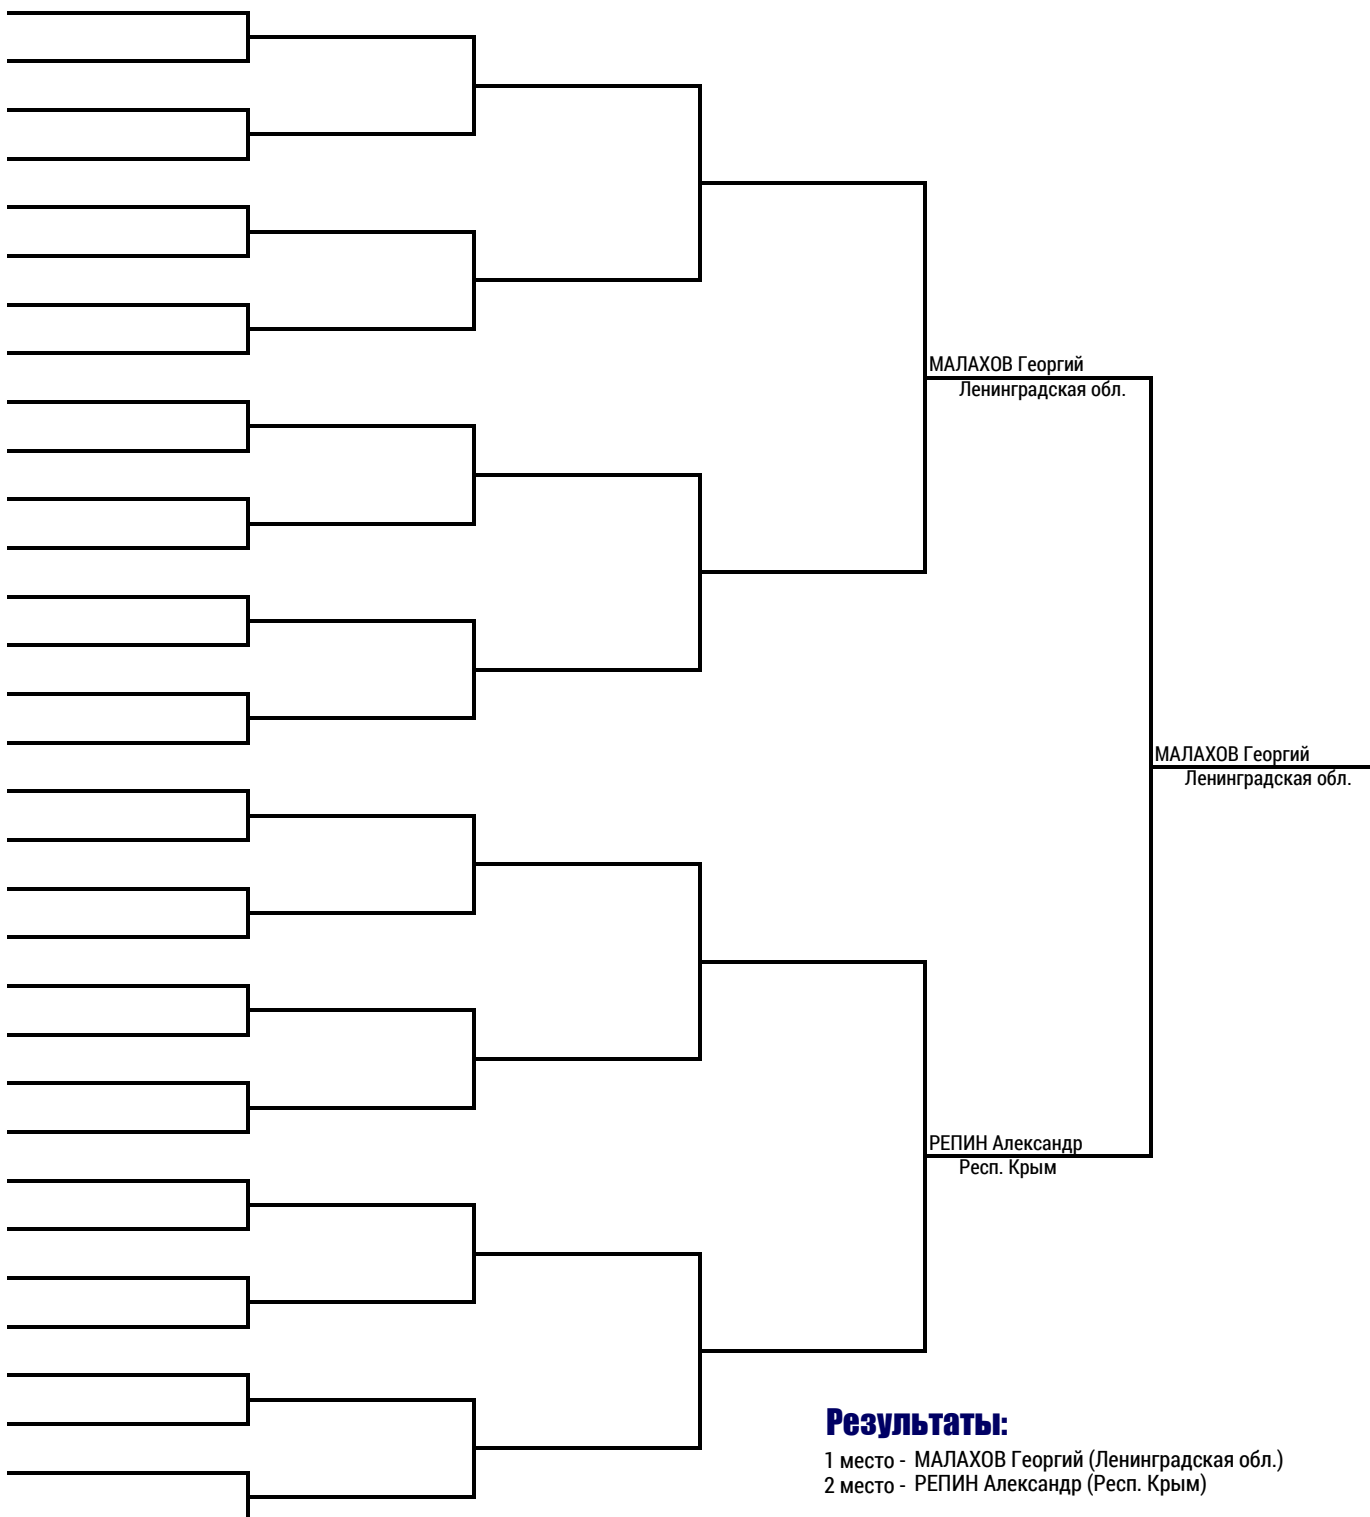 МАЛАХОВ Георгий
Ленинградская обл.
МАЛАХОВ Георгий
Ленинградская обл.
РЕПИН Александр
Респ. Крым
Результаты:
1 место - МАЛАХОВ Георгий (Ленинградская обл.)
2 место - РЕПИН Александр (Респ. Крым)